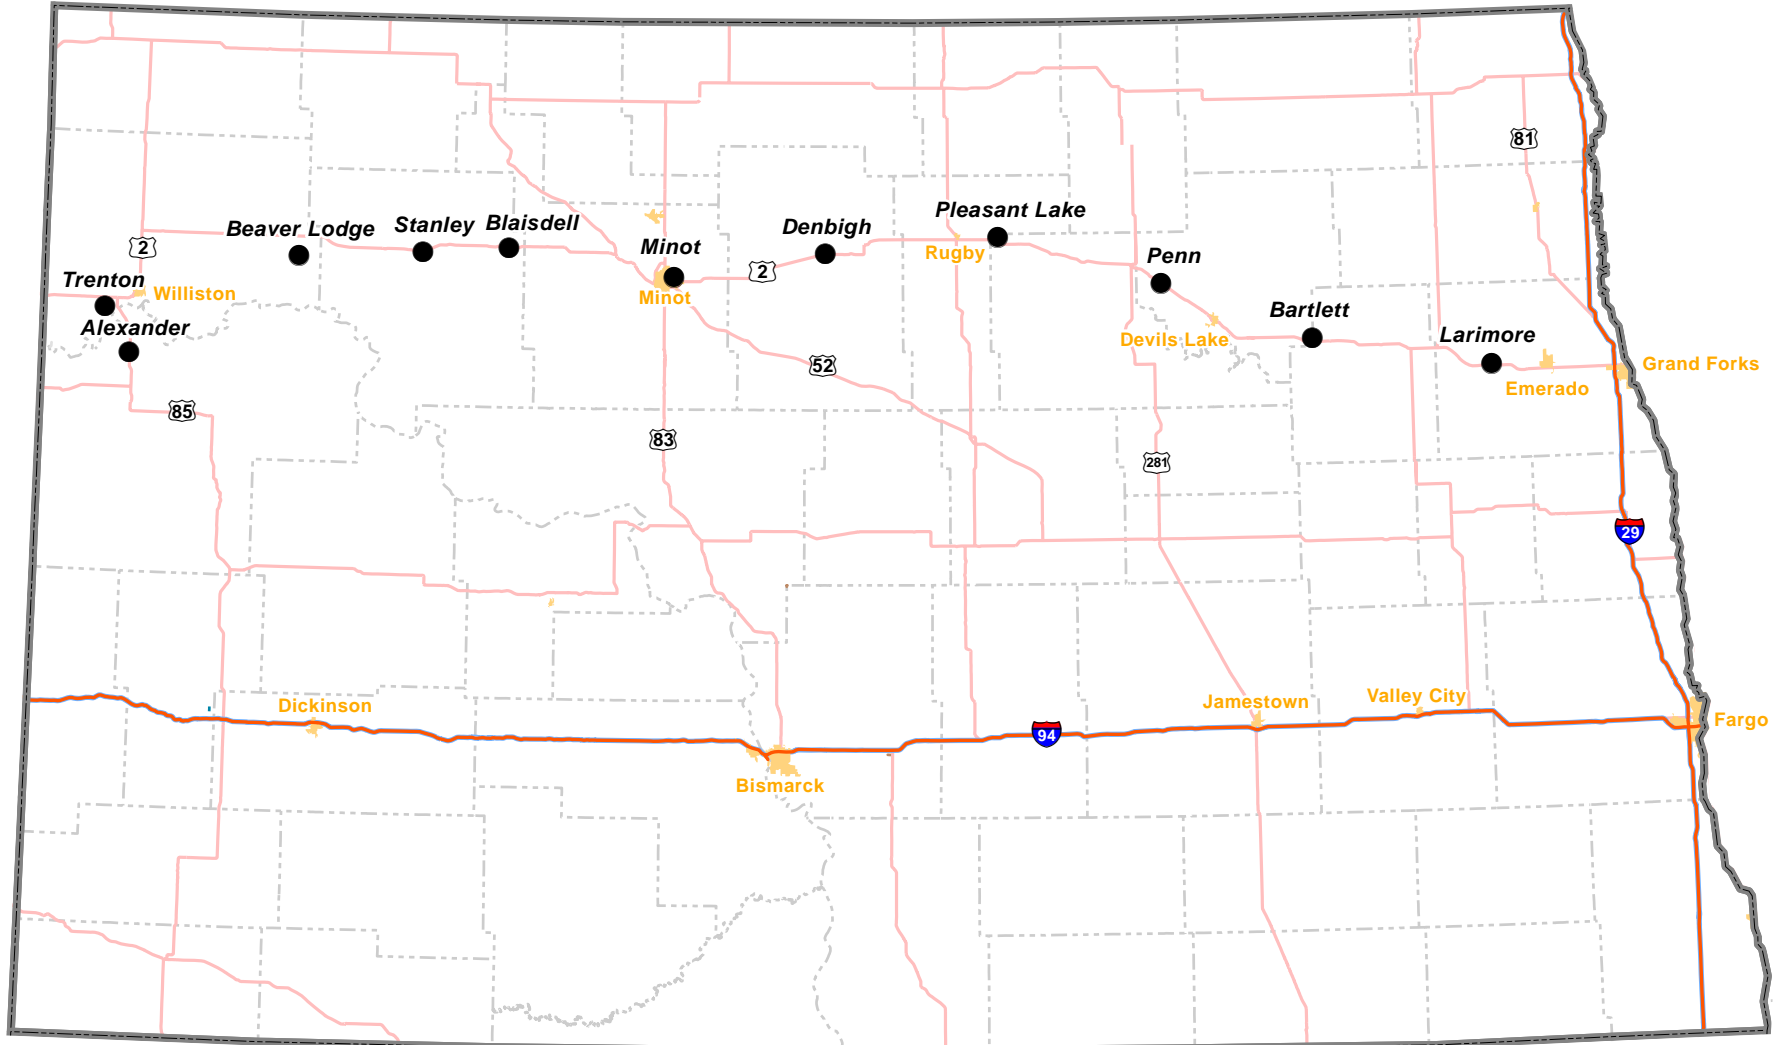 81
Pleasant Lake
Beaver Lodge
Stanley
Blaisdell
Denbigh
2
Minot
Rugby
Penn
2
Trenton
Williston
Minot
Alexander
Bartlett
Devils Lake
Larimore
52
Grand Forks
Emerado
85
83
281
29
Dickinson
Jamestown
Valley City
Fargo
94
Bismarck